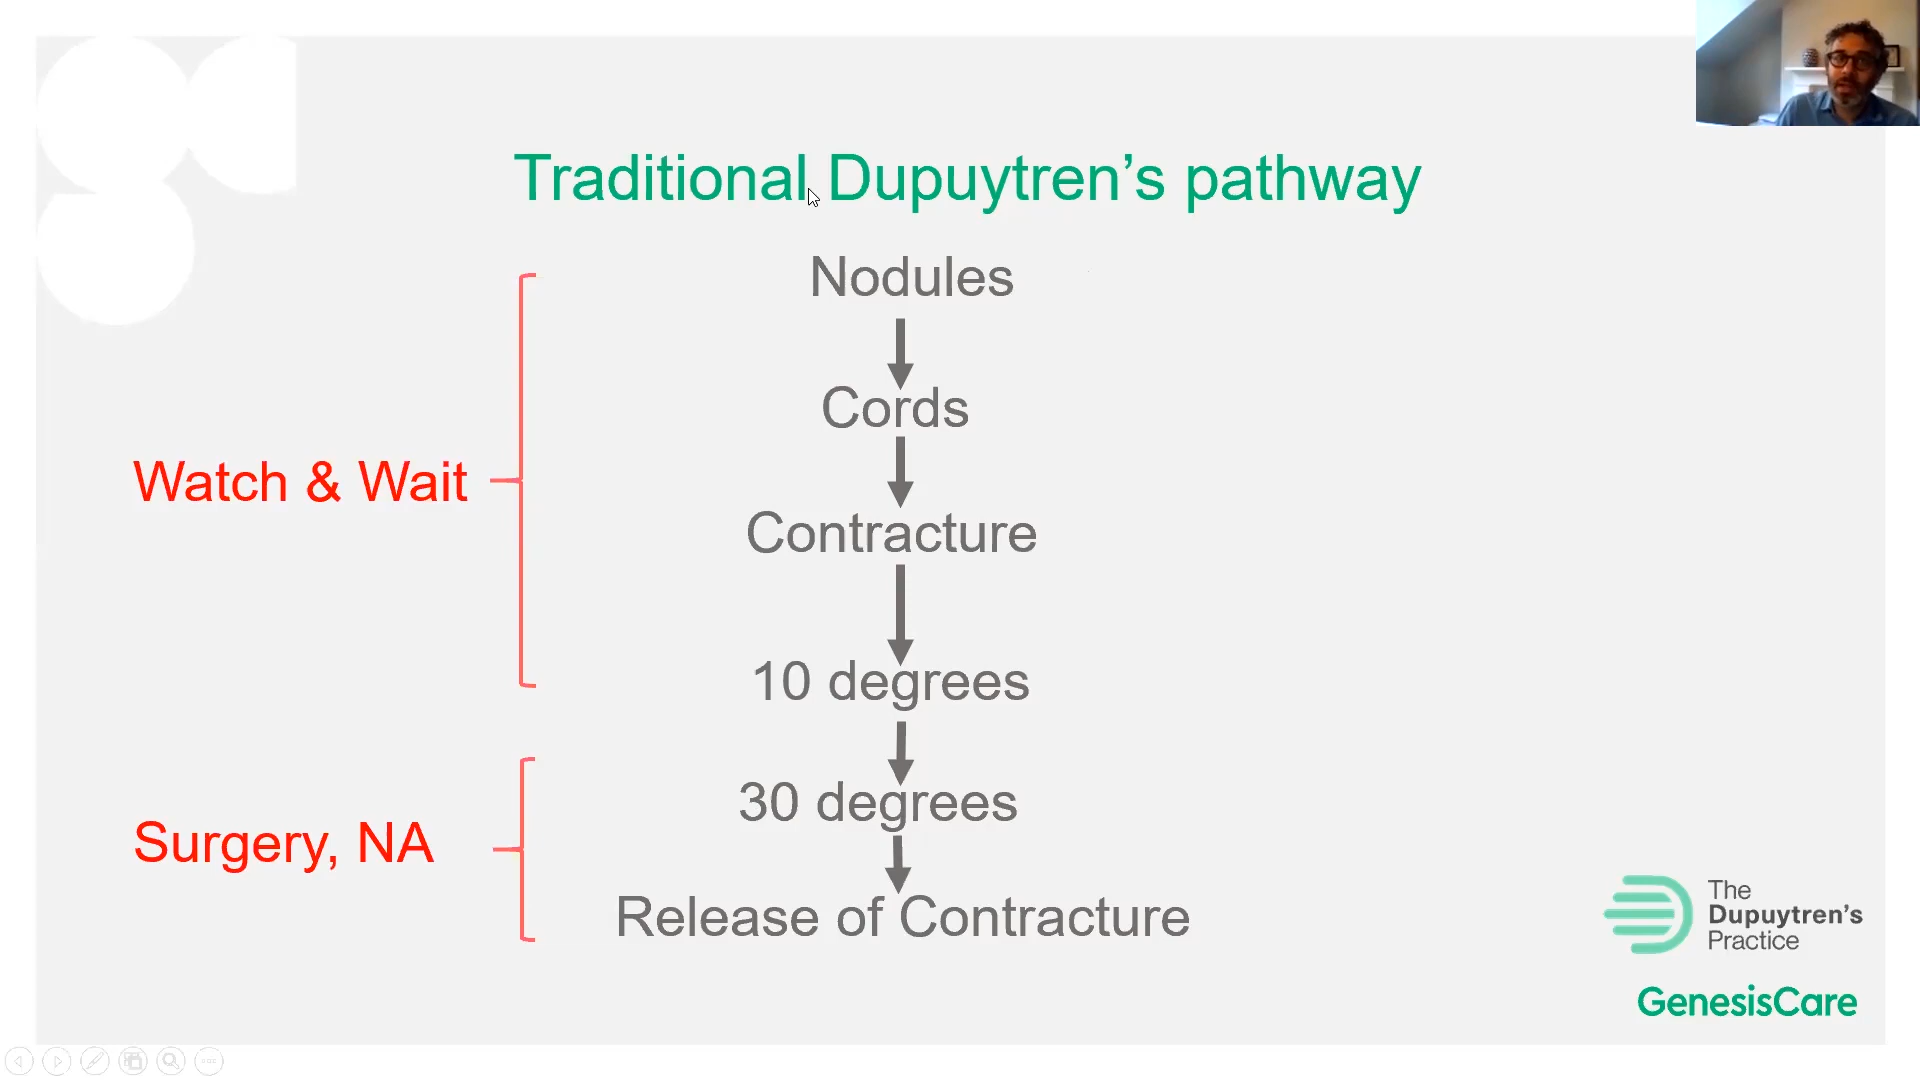 Traditional Dupuytren’s pathway
Nodules
Cords
Watch & Wait
Contracture
10 degrees
30 degrees
Surgery, NA
Release of Contracture
The
Dupuytren’s
Practice
GenesisCare